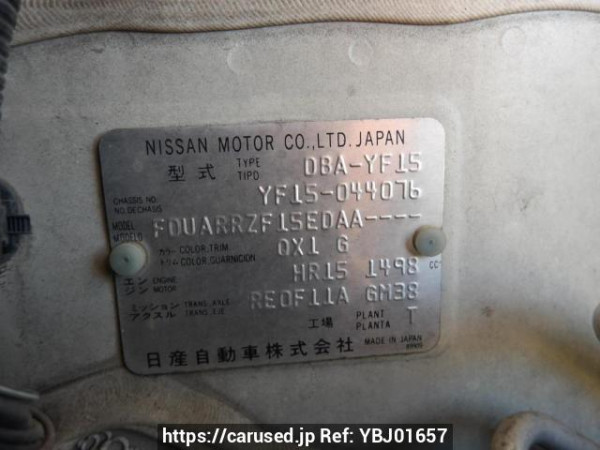 NISSAN MOTOR CO.,LTD. JAPAN
型式 TYPE TIPO DBA-YF15
CHASSIS NO. NO.DECHASIS YF15-044076
MODEL MODELO FDUARRZF15EDAA----
カラー COLOR,TRIM. トリム COLOR,GUARNICION QX1 G
エンジン ENGINE MOTOR HR15 1498 CC
ミッション アクスル TRANS. AXLE TRANS. EJE RE0F11A GM38
工場 PLANT PLANTA T
日産自動車株式会社 MADE IN JAPAN
https://carused.jp Ref: YBJ01657